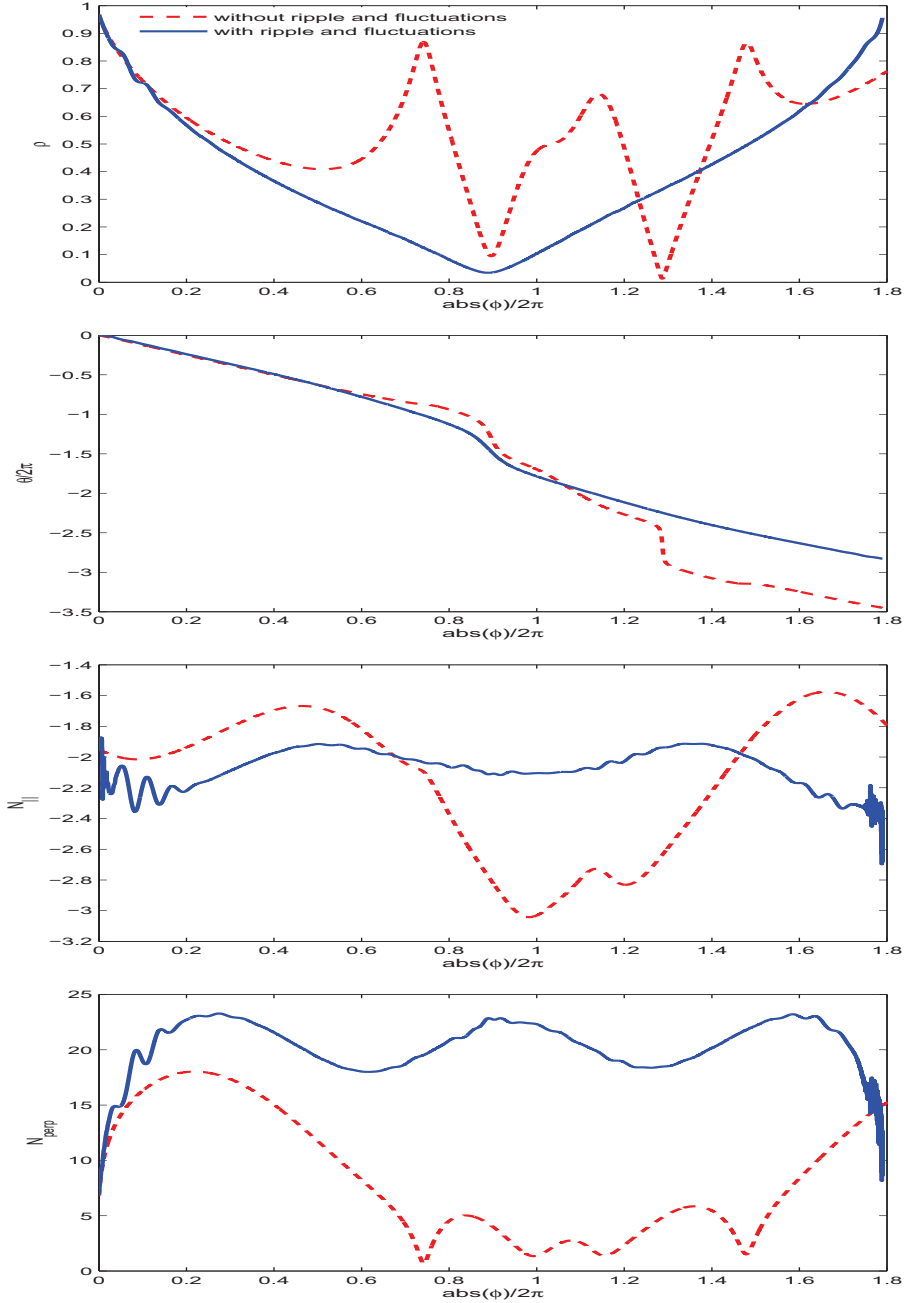 without ripple and fluctuations
with ripple and fluctuations
1
0.9
0.8
0.7
0.6
0.5
0.4
0.3
0.2
0.1
0
ρ
0 0.2 0.4 0.6 0.8 1 1.2 1.4 1.6 1.8
abs(ϕ)/2π
0
−0.5
−1
−1.5
−2
−2.5
−3
−3.5
θ/2π
0 0.2 0.4 0.6 0.8 1 1.2 1.4 1.6 1.8
abs(ϕ)/2π
−1.4
−1.6
−1.8
−2
−2.2
−2.4
−2.6
−2.8
−3
−3.2
N||
0 0.2 0.4 0.6 0.8 1 1.2 1.4 1.6 1.8
abs(ϕ)/2π
25
20
15
10
5
0
Nperp
0 0.2 0.4 0.6 0.8 1 1.2 1.4 1.6 1.8
abs(ϕ)/2π